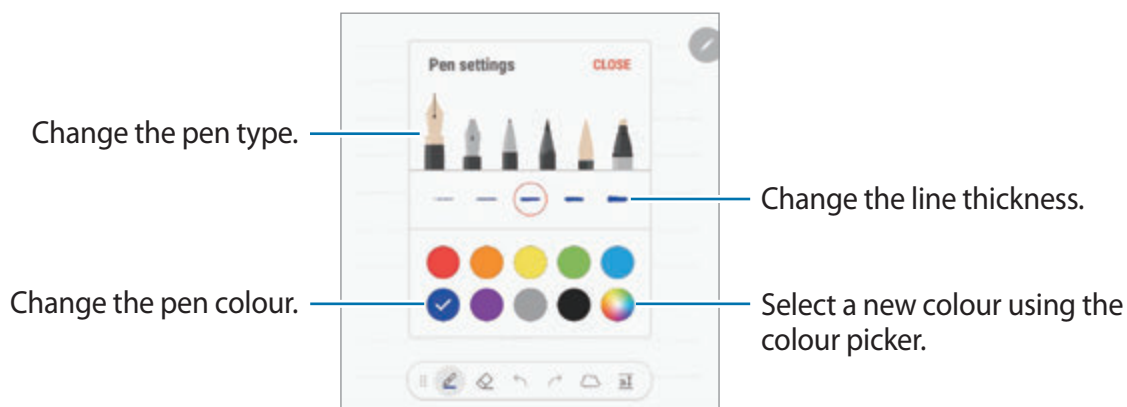 Pen settings CLOSE
Change the pen type.
Change the line thickness.
Change the pen colour.
Select a new colour using the
colour picker.